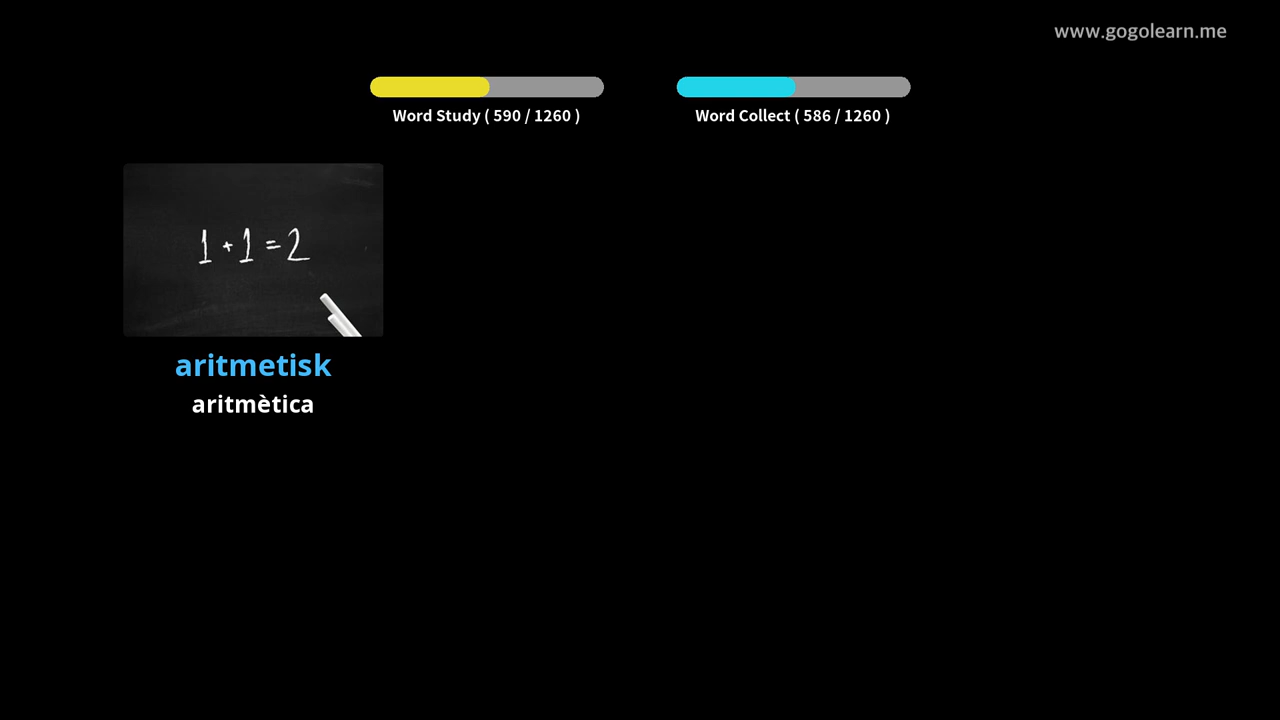 www.gogolearn.me
Word Study ( 590 / 1260 )
Word Collect ( 586 / 1260 )
1 + 1 = 2
aritmetisk
aritmètica